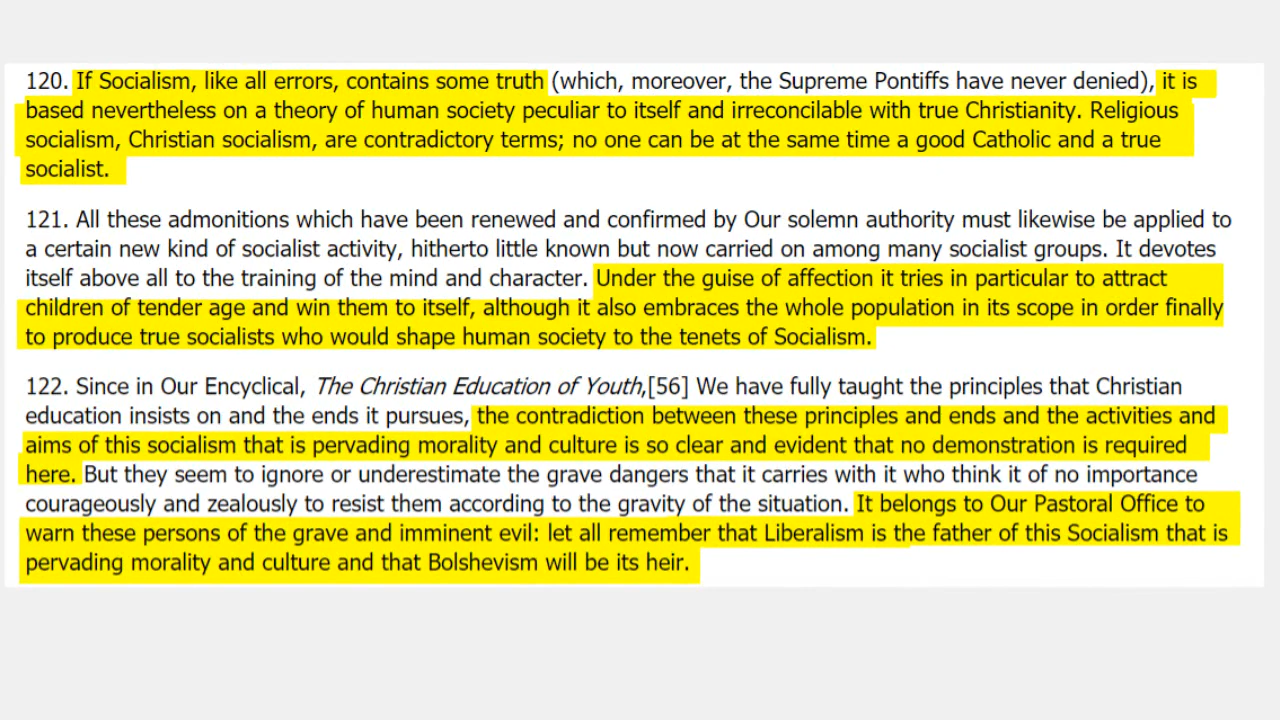 120. If Socialism, like all errors, contains some truth (which, moreover, the Supreme Pontiffs have never denied), it is
based nevertheless on a theory of human society peculiar to itself and irreconcilable with true Christianity. Religious
socialism, Christian socialism, are contradictory terms; no one can be at the same time a good Catholic and a true
socialist.
121. All these admonitions which have been renewed and confirmed by Our solemn authority must likewise be applied to
a certain new kind of socialist activity, hitherto little known but now carried on among many socialist groups. It devotes
itself above all to the training of the mind and character. Under the guise of affection it tries in particular to attract
children of tender age and win them to itself, although it also embraces the whole population in its scope in order finally
to produce true socialists who would shape human society to the tenets of Socialism.
122. Since in Our Encyclical, The Christian Education of Youth,[56] We have fully taught the principles that Christian
education insists on and the ends it pursues, the contradiction between these principles and ends and the activities and
aims of this socialism that is pervading morality and culture is so clear and evident that no demonstration is required
here. But they seem to ignore or underestimate the grave dangers that it carries with it who think it of no importance
courageously and zealously to resist them according to the gravity of the situation. It belongs to Our Pastoral Office to
warn these persons of the grave and imminent evil: let all remember that Liberalism is the father of this Socialism that is
pervading morality and culture and that Bolshevism will be its heir.